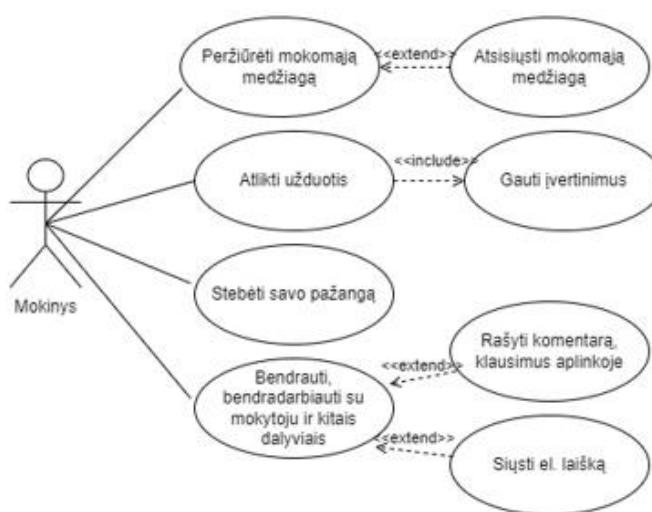 Peržiūrėti mokomąją
medžiagą
<<extend>>
Atsisiųsti mokomąją
medžiagą
Atlikti užduotis
<<include>>
Gauti įvertinimus
Mokinys
Stebėti savo pažangą
Bendrauti,
bendradarbiauti su
mokytoju ir kitais
dalyviais
<<extend>>
Rašyti komentarą,
klausimus aplinkoje
<<extend>>
Siųsti el. laišką